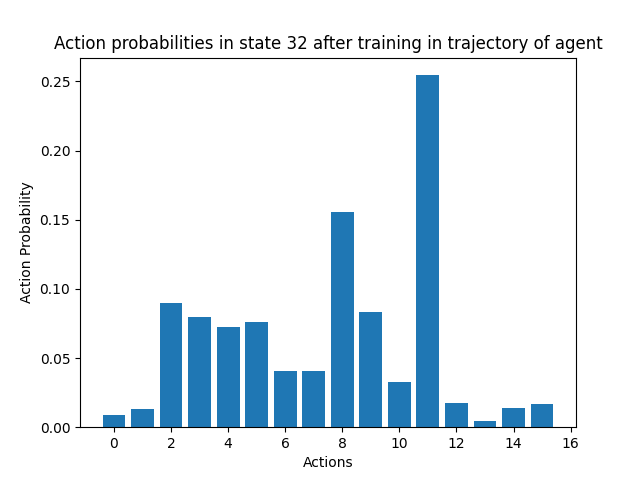 Action probabilities in state 32 after training in trajectory of agent
0.25
0.20
0.15
0.10
0.05
0.00
Action Probability
0 2 4 6 8 10 12 14 16
Actions